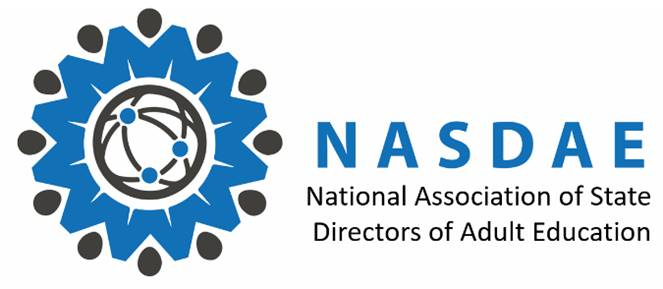 NASDAE
National Association of State
Directors of Adult Education